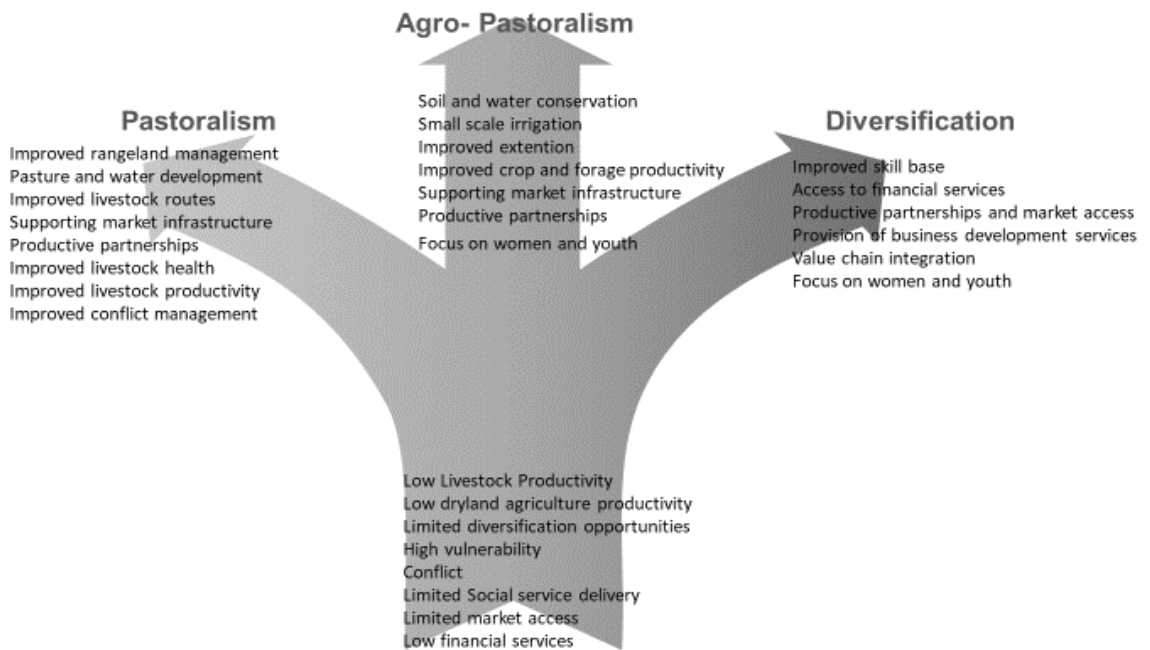 Agro- Pastoralism
Soil and water conservation
Small scale irrigation
Improved extention
Improved crop and forage productivity
Supporting market infrastructure
Productive partnerships
Focus on women and youth
Pastoralism
Improved rangeland management
Pasture and water development
Improved livestock routes
Supporting market infrastructure
Productive partnerships
Improved livestock health
Improved livestock productivity
Improved conflict management
Diversification
Improved skill base
Access to financial services
Productive partnerships and market access
Provision of business development services
Value chain integration
Focus on women and youth
Low Livestock Productivity
Low dryland agriculture productivity
Limited diversification opportunities
High vulnerability
Conflict
Limited Social service delivery
Limited market access
Low financial services